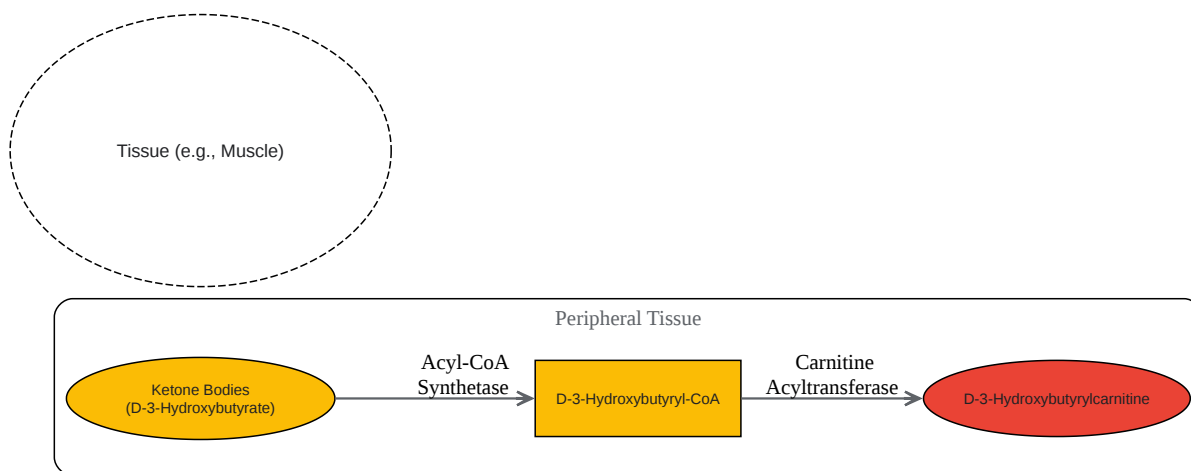 Tissue (e.g., Muscle)
Peripheral Tissue
Ketone Bodies
(D-3-Hydroxybutyrate)
Acyl-CoA
Synthetase
D-3-Hydroxybutyryl-CoA
Carnitine
Acyltransferase
D-3-Hydroxybutyrylcarnitine